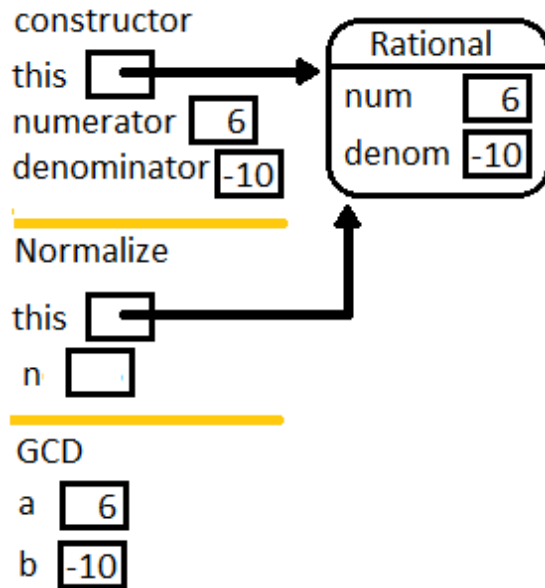 constructor
this
numerator 6
denominator -10
Rational
num 6
denom -10
Normalize
this
n
GCD
a 6
b -10